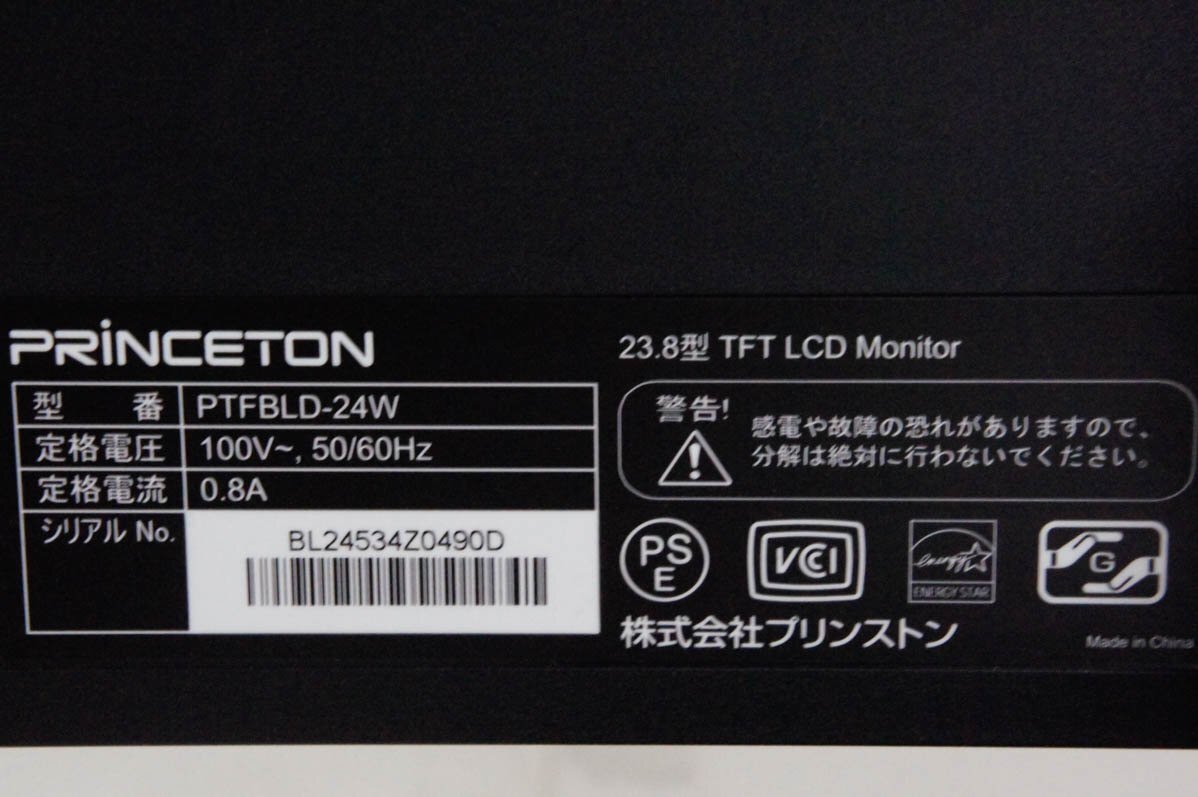 PRINCETON
型 番 PTFBLD-24W
定格電圧 100V~, 50/60Hz
定格電流 0.8A
シリアル No. BL24534Z0490D
23.8型 TFT LCD Monitor
警告!
感電や故障の恐れがありますので、
分解は絶対に行わないでください。
PS
E
VCCI
energy
ENERGY STAR
G
株式会社プリンストン
Made in China